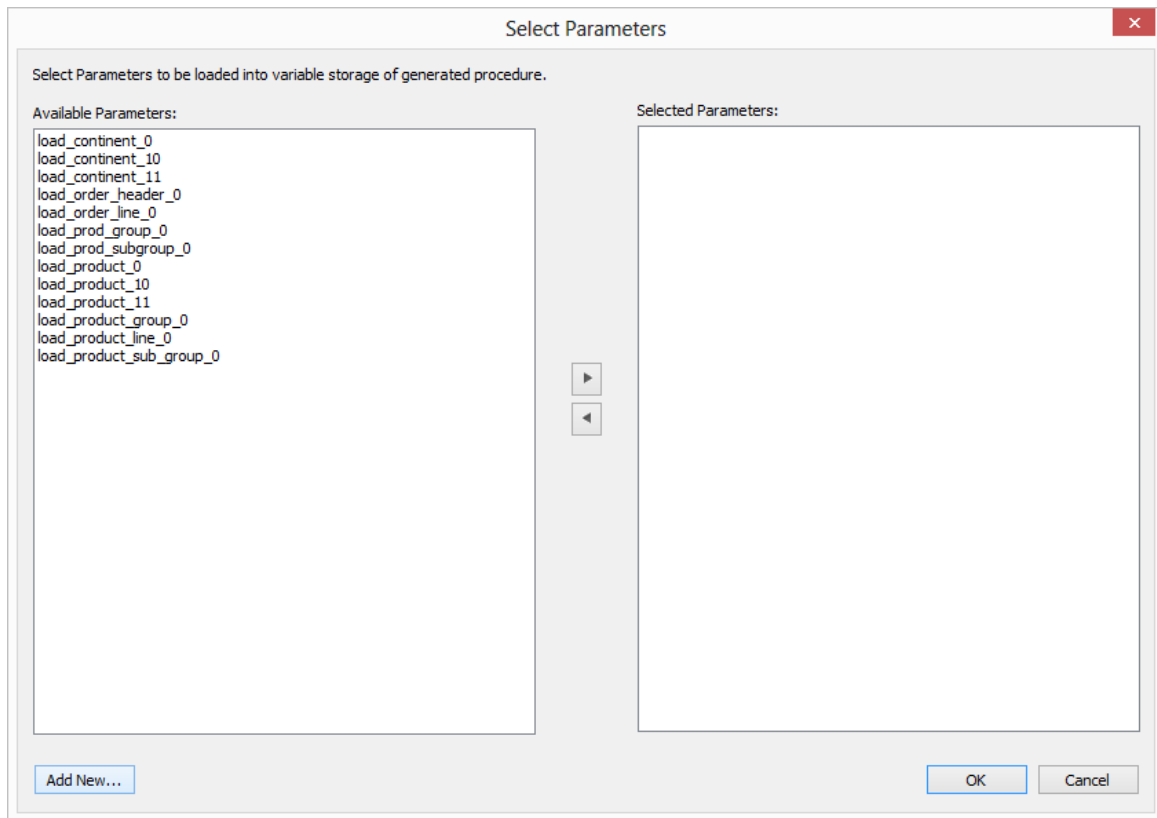 Select Parameters
Select Parameters to be loaded into variable storage of generated procedure.
Available Parameters:
load_continent_0
load_continent_10
load_continent_11
load_order_header_0
load_order_line_0
load_prod_group_0
load_prod_subgroup_0
load_product_0
load_product_10
load_product_11
load_product_group_0
load_product_line_0
load_product_sub_group_0
Selected Parameters:
Add New...
OK
Cancel